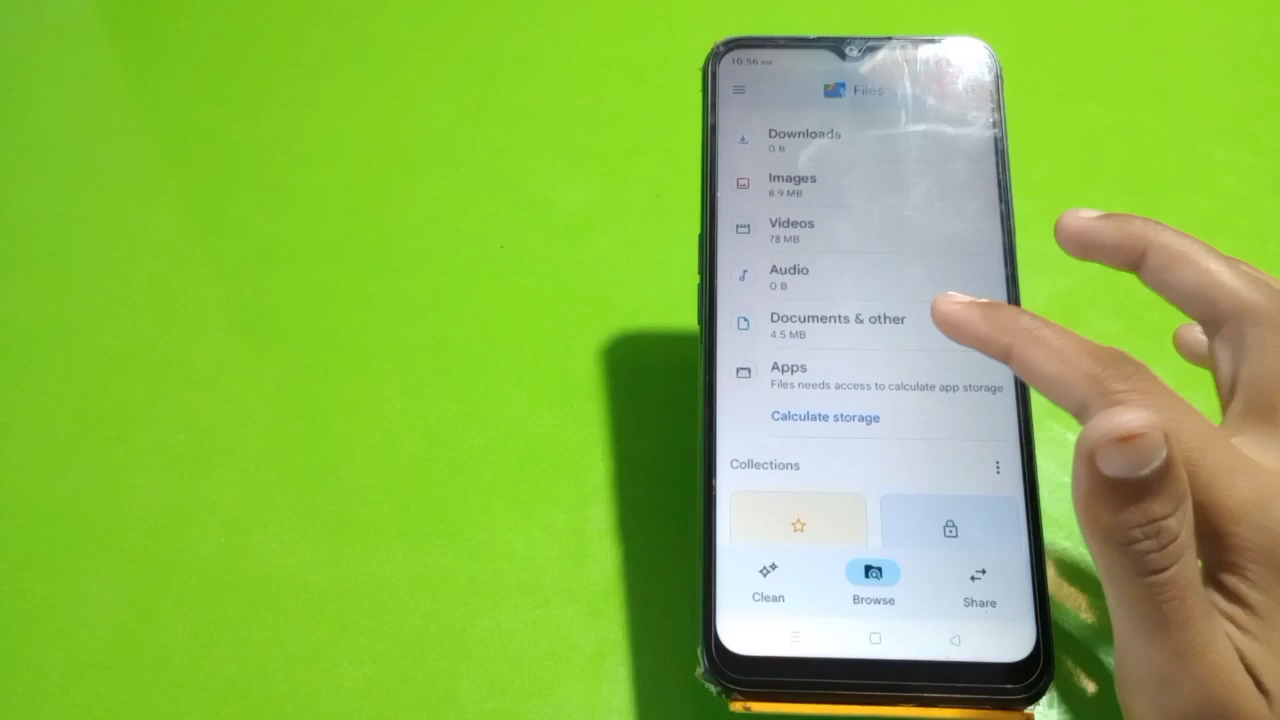 10:56 AM
Files
Downloads
0 B
Images
8.9 MB
Videos
78 MB
Audio
0 B
Documents & other
4.5 MB
Apps
Files needs access to calculate app storage
Calculate storage
Collections
Clean
Browse
Share